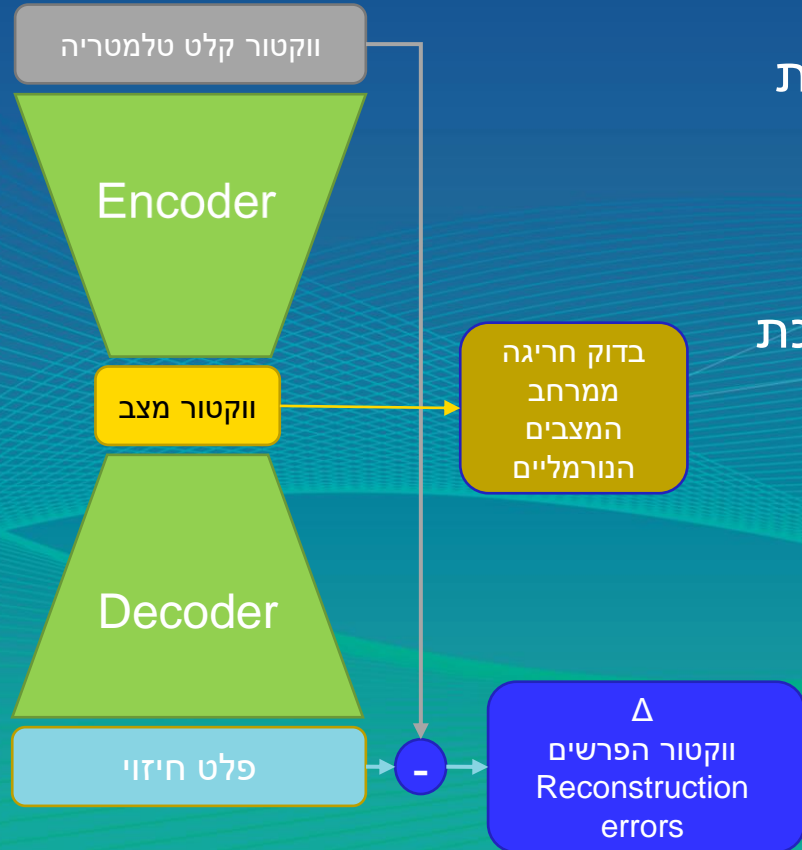 ווקטור קלט טלמטריה
Encoder
ווקטור מצב
בדוק חריגה
ממרחב
המצבים
הנורמליים
Decoder
פלט חיזוי
-
Δ
ווקטור הפרשים
Reconstruction
errors